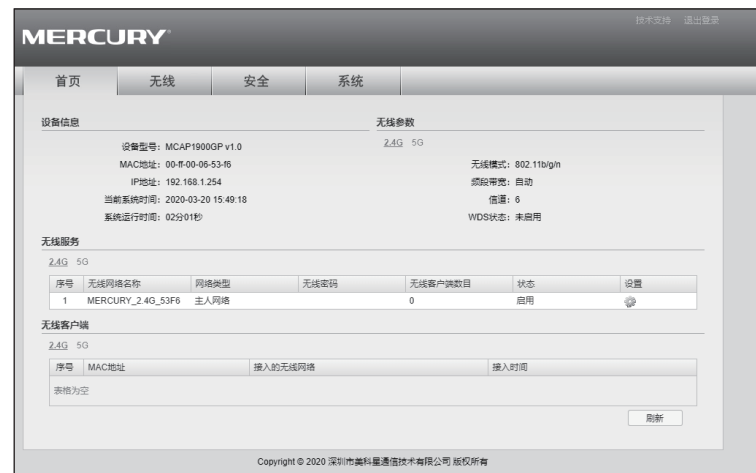 技术支持 退出登录
MERCURY®
首页 无线 安全 系统
设备信息
设备型号：MCAP1900GP v1.0
MAC地址：00-ff-00-06-53-f6
IP地址：192.168.1.254
当前系统时间：2020-03-20 15:49:18
系统运行时间：02分01秒
无线参数
2.4G 5G
无线模式：802.11b/g/n
频段带宽：自动
信道：6
WDS状态：未启用
无线服务
2.4G 5G
序号 无线网络名称 网络类型 无线密码 无线客户端数目 状态 设置
1 MERCURY_2.4G_53F6 主人网络 0 启用
无线客户端
2.4G 5G
序号 MAC地址 接入的无线网络 接入时间
表格为空
刷新
Copyright © 2020 深圳市美科星通信技术有限公司 版权所有